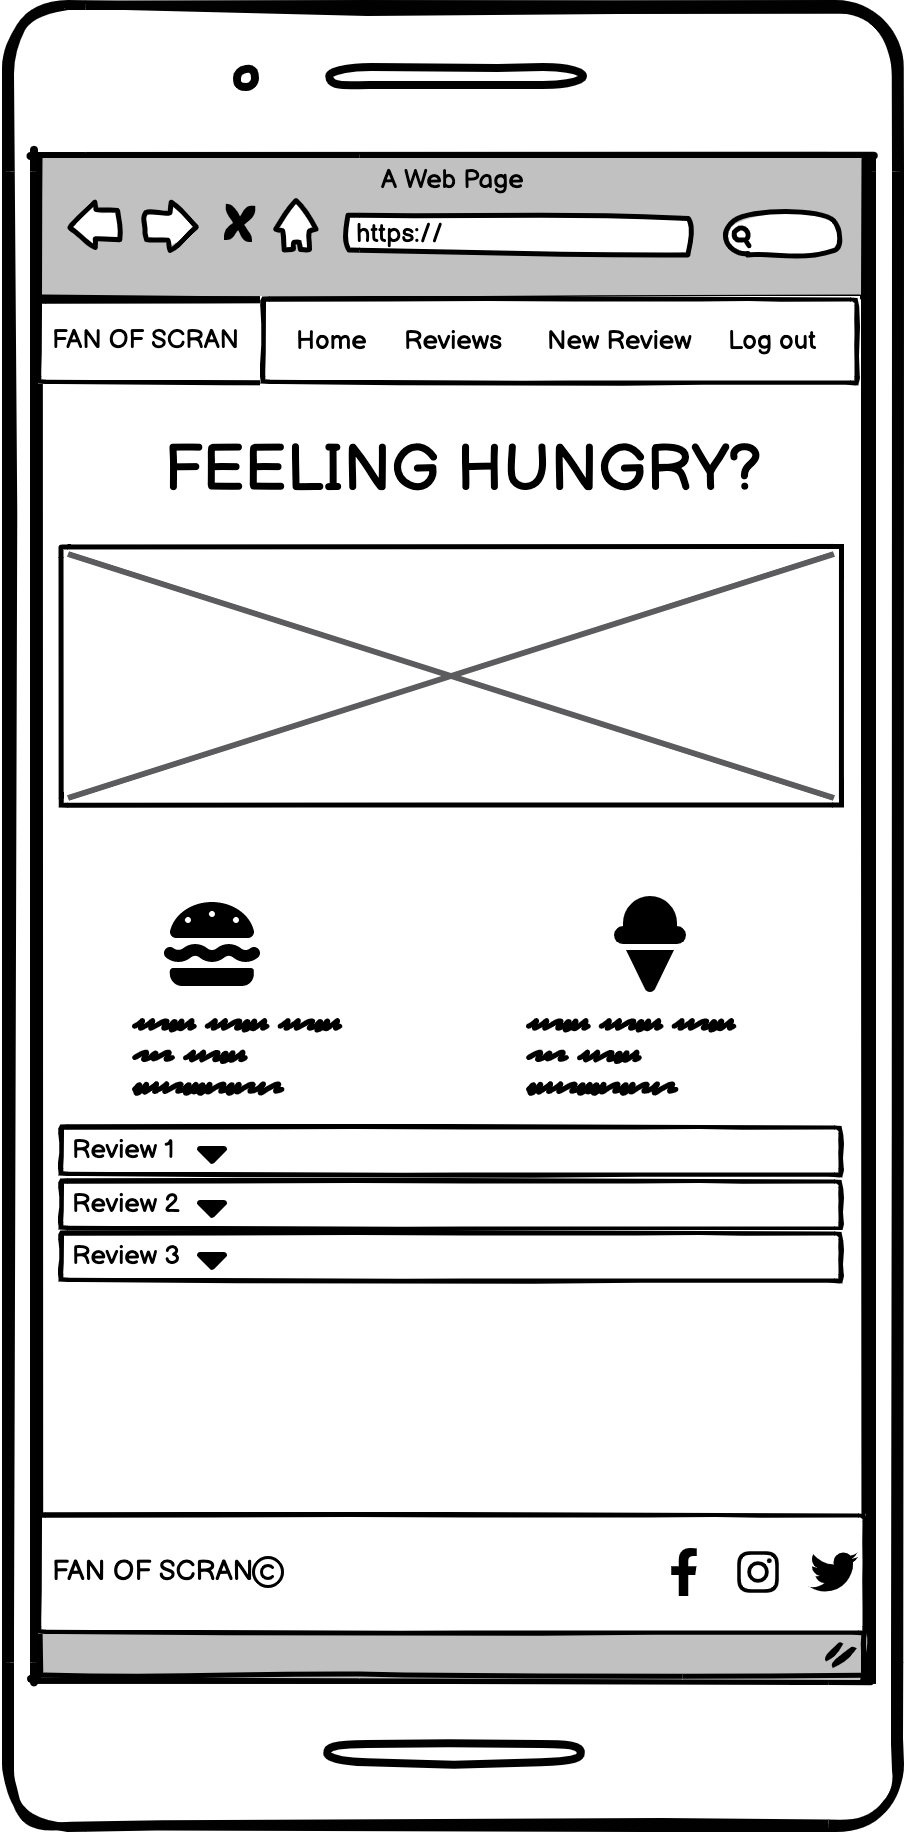 A Web Page
https://
FAN OF SCRAN
Home Reviews New Review Log out
FEELING HUNGRY?
Review 1
Review 2
Review 3
FAN OF SCRAN©